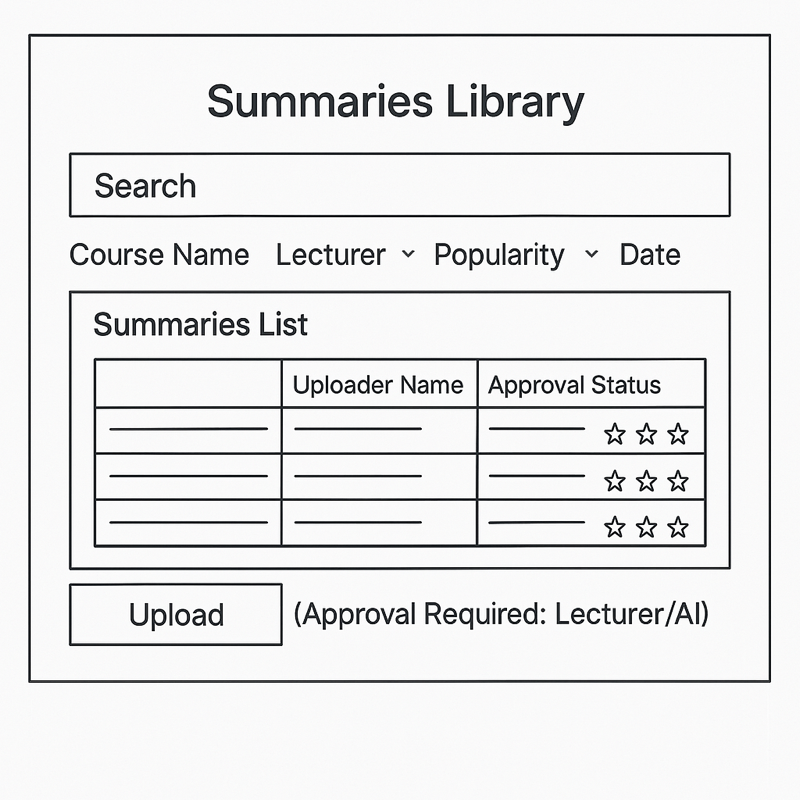 Summaries Library
Search
Course Name Lecturer Popularity Date
Summaries List
Uploader Name Approval Status
Upload (Approval Required: Lecturer/AI)